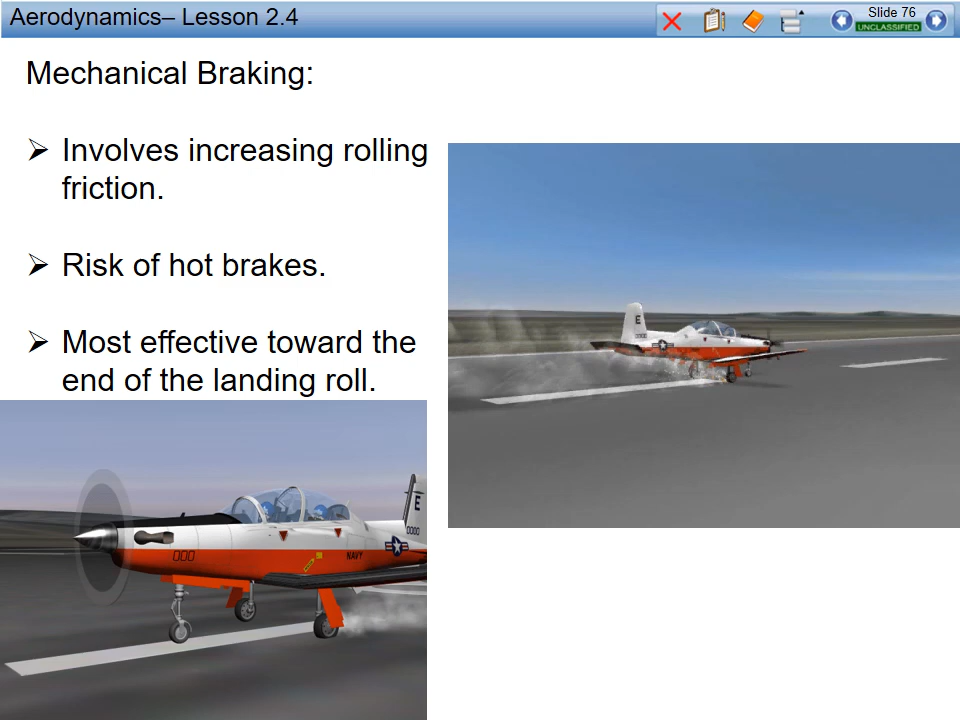 Aerodynamics– Lesson 2.4
Slide 76
UNCLASSIFIED
Mechanical Braking:
➢ Involves increasing rolling
friction.
➢ Risk of hot brakes.
➢ Most effective toward the
end of the landing roll.
E
E
0000
000
NAVY